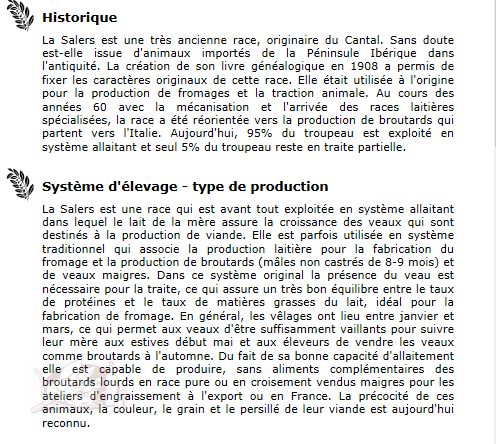 Historique
La Salers est une très ancienne race, originaire du Cantal. Sans doute
est-elle issue d'animaux importés de la Péninsule Ibérique dans
l'antiquité. La création de son livre généalogique en 1908 a permis de
fixer les caractères originaux de cette race. Elle était utilisée à l'origine
pour la production de fromages et la traction animale. Au cours des
années 60 avec la mécanisation et l'arrivée des races laitières
spécialisées, la race a été réorientée vers la production de broutards qui
partent vers l'Italie. Aujourd'hui, 95% du troupeau est exploité en
système allaitant et seul 5% du troupeau reste en traite partielle.
Système d'élevage - type de production
La Salers est une race qui est avant tout exploitée en système allaitant
dans lequel le lait de la mère assure la croissance des veaux qui sont
destinés à la production de viande. Elle est parfois utilisée en système
traditionnel qui associe la production laitière pour la fabrication du
fromage et la production de broutards (mâles non castrés de 8-9 mois) et
de veaux maigres. Dans ce système original la présence du veau est
nécessaire pour la traite, ce qui assure un très bon équilibre entre le taux
de protéines et le taux de matières grasses du lait, idéal pour la
fabrication de fromage. En général, les vêlages ont lieu entre janvier et
mars, ce qui permet aux veaux d'être suffisamment vaillants pour suivre
leur mère aux estives début mai et aux éleveurs de vendre les veaux
comme broutards à l'automne. Du fait de sa bonne capacité d'allaitement
elle est capable de produire, sans aliments complémentaires des
broutards lourds en race pure ou en croisement vendus maigres pour les
ateliers d'engraissement à l'export ou en France. La précocité de ces
animaux, la couleur, le grain et le persillé de leur viande est aujourd'hui
reconnu.